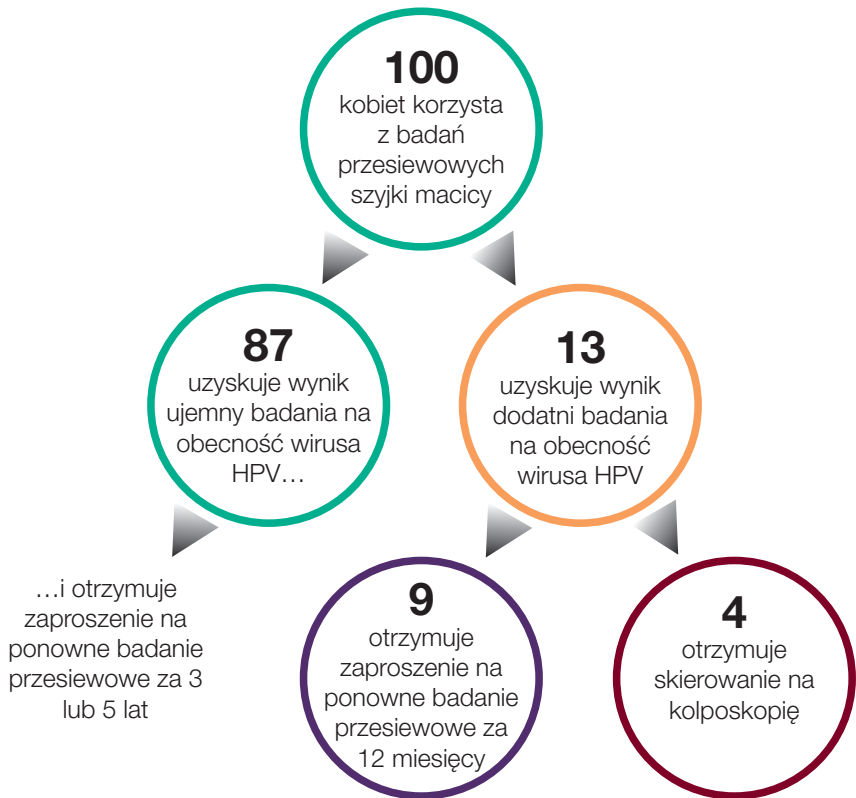 100
kobiet korzysta
z badań
przesiewowych
szyjki macicy
87
uzyskuje wynik
ujemny badania na
obecność wirusa
HPV…
13
uzyskuje wynik
dodatni badania
na obecność
wirusa HPV
…i otrzymuje
zaproszenie na
ponowne badanie
przesiewowe za 3
lub 5 lat
9
otrzymuje
zaproszenie na
ponowne badanie
przesiewowe za
12 miesięcy
4
otrzymuje
skierowanie na
kolposkopię